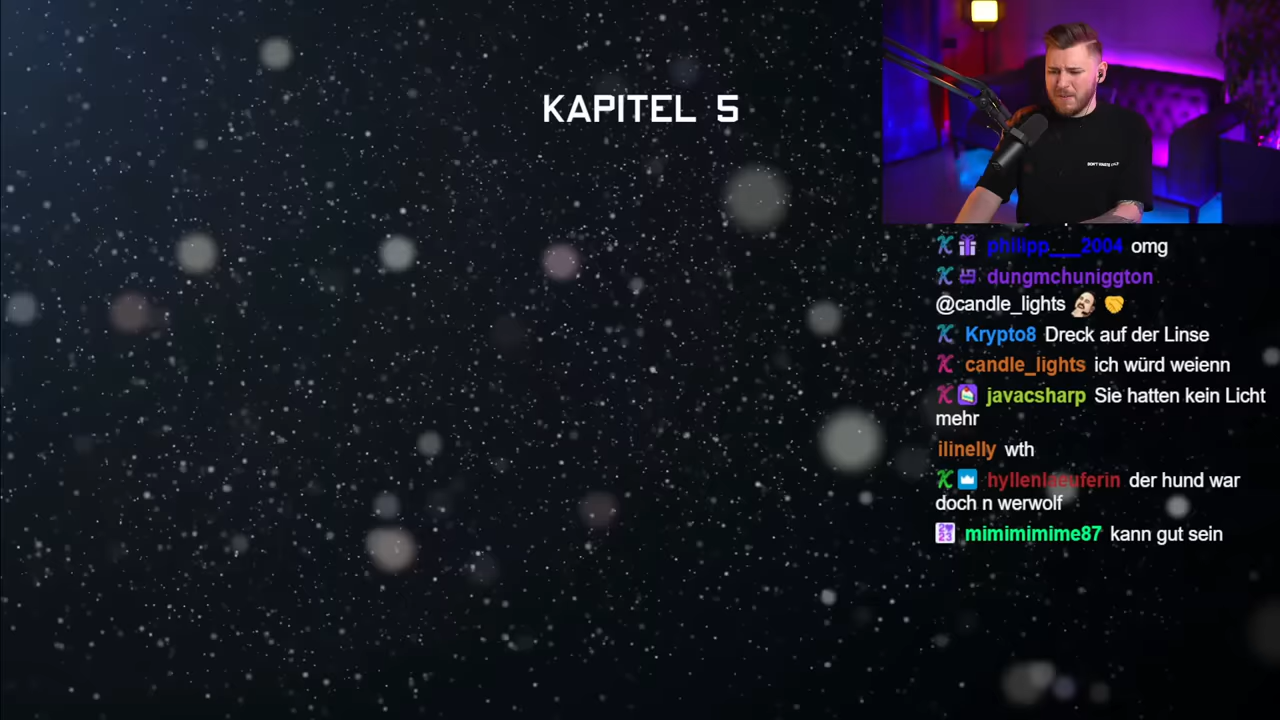 KAPITEL 5
philipp___2004 omg
dungmchuniggton
@candle_lights
Krypto8 Dreck auf der Linse
candle_lights ich würd weienn
javacsharp Sie hatten kein Licht
mehr
ilinelly wth
hyllenlaeuferin der hund war
doch n werwolf
mimimimime87 kann gut sein